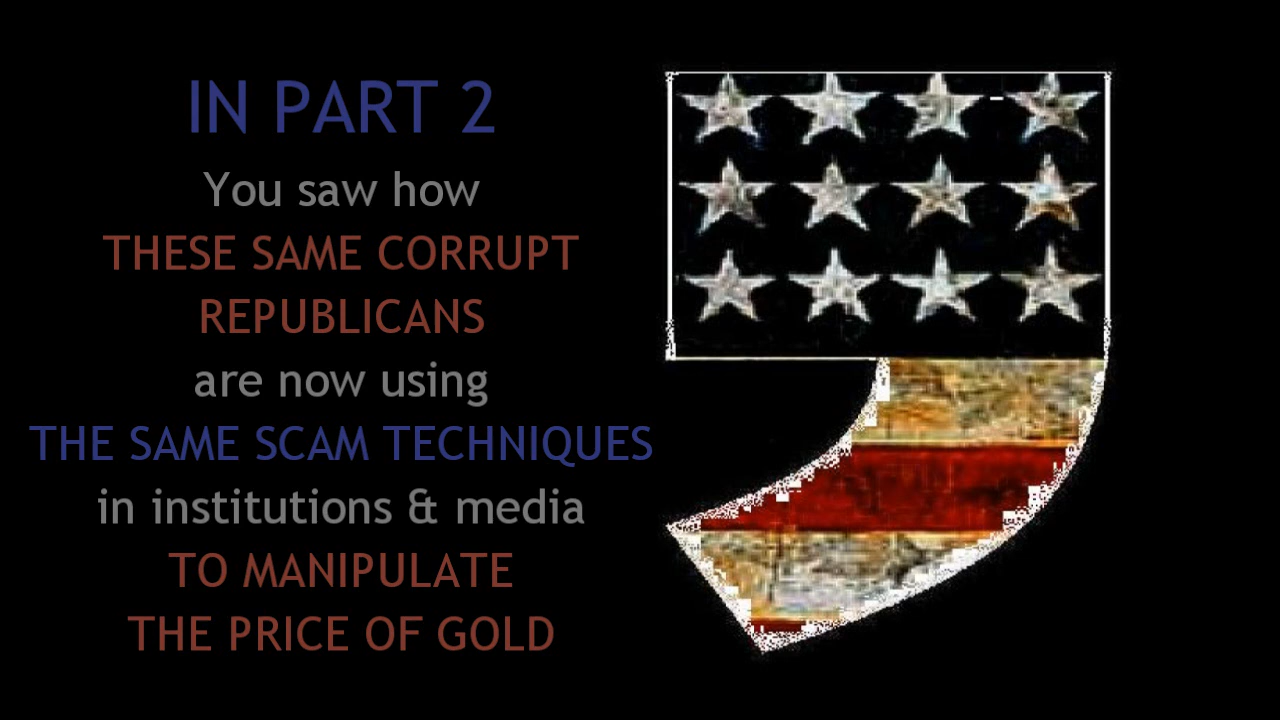 IN PART 2
You saw how
THESE SAME CORRUPT
REPUBLICANS
are now using
THE SAME SCAM TECHNIQUES
in institutions & media
TO MANIPULATE
THE PRICE OF GOLD